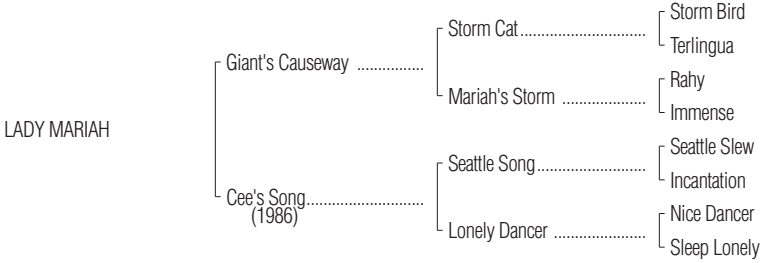 Storm Bird
Storm Cat..............................
Terlingua
Giant's Causeway ................
Rahy
Mariah's Storm ....................
Immense
LADY MARIAH
Seattle Slew
Seattle Song..........................
Incantation
Cee's Song............................
(1986)
Nice Dancer
Lonely Dancer ......................
Sleep Lonely